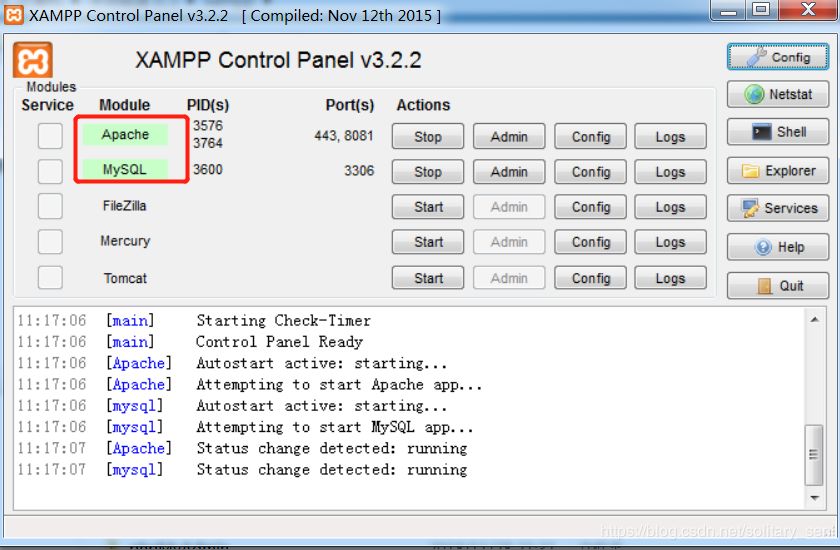 XAMPP Control Panel v3.2.2 [ Compiled: Nov 12th 2015 ]
XAMPP Control Panel v3.2.2
Config
Modules
Service Module PID(s) Port(s) Actions
Netstat
Apache 3576 3764 443, 8081 Stop Admin Config Logs
Shell
MySQL 3600 3306 Stop Admin Config Logs
Explorer
FileZilla Start Admin Config Logs
Services
Mercury Start Admin Config Logs
Help
Tomcat Start Admin Config Logs
Quit
11:17:06 [main] Starting Check-Timer
11:17:06 [main] Control Panel Ready
11:17:06 [Apache] Autostart active: starting...
11:17:06 [Apache] Attempting to start Apache app...
11:17:06 [mysql] Autostart active: starting...
11:17:06 [mysql] Attempting to start MySQL app...
11:17:07 [Apache] Status change detected: running
11:17:07 [mysql] Status change detected: running